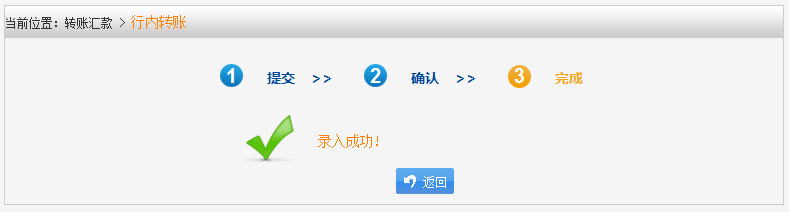 当前位置：转账汇款 > 行内转账
1 提交 >> 2 确认 >> 3 完成
录入成功！
返回